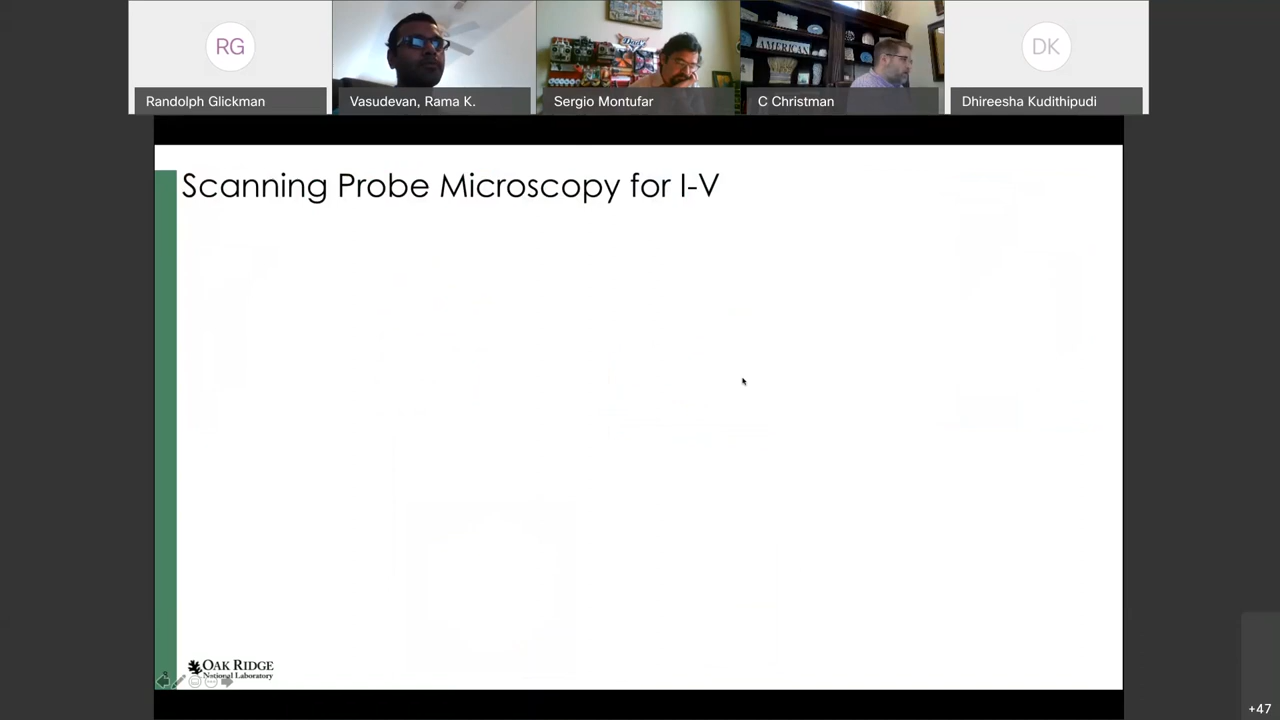 RG
DK
Randolph Glickman
Vasudevan, Rama K.
Sergio Montufar
C Christman
Dhireesha Kudithipudi
AMERICAN
Scanning Probe Microscopy for I-V
OAK RIDGE
National Laboratory
+47